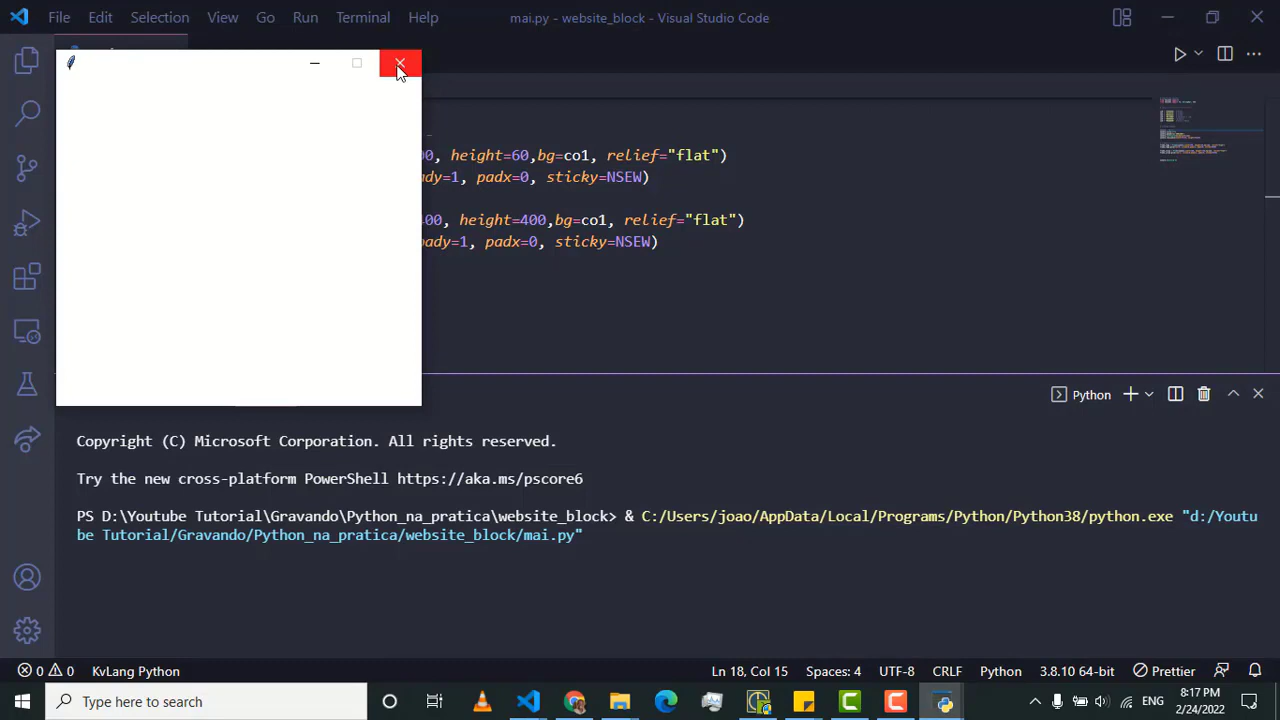 File Edit Selection View Go Run Terminal Help
mai.py - website_block - Visual Studio Code
00, height=60,bg=co1, relief="flat")
ady=1, padx=0, sticky=NSEW)
400, height=400,bg=co1, relief="flat")
pady=1, padx=0, sticky=NSEW)
Python
Copyright (C) Microsoft Corporation. All rights reserved.
Try the new cross-platform PowerShell https://aka.ms/pscore6
PS D:\Youtube Tutorial\Gravando\Python_na_pratica\website_block> & C:/Users/joao/AppData/Local/Programs/Python/Python38/python.exe "d:/Youtu
be Tutorial/Gravando/Python_na_pratica/website_block/mai.py"
0 0 KvLang Python Ln 18, Col 15 Spaces: 4 UTF-8 CRLF Python 3.8.10 64-bit Prettier
Type here to search
ENG
8:17 PM
2/24/2022